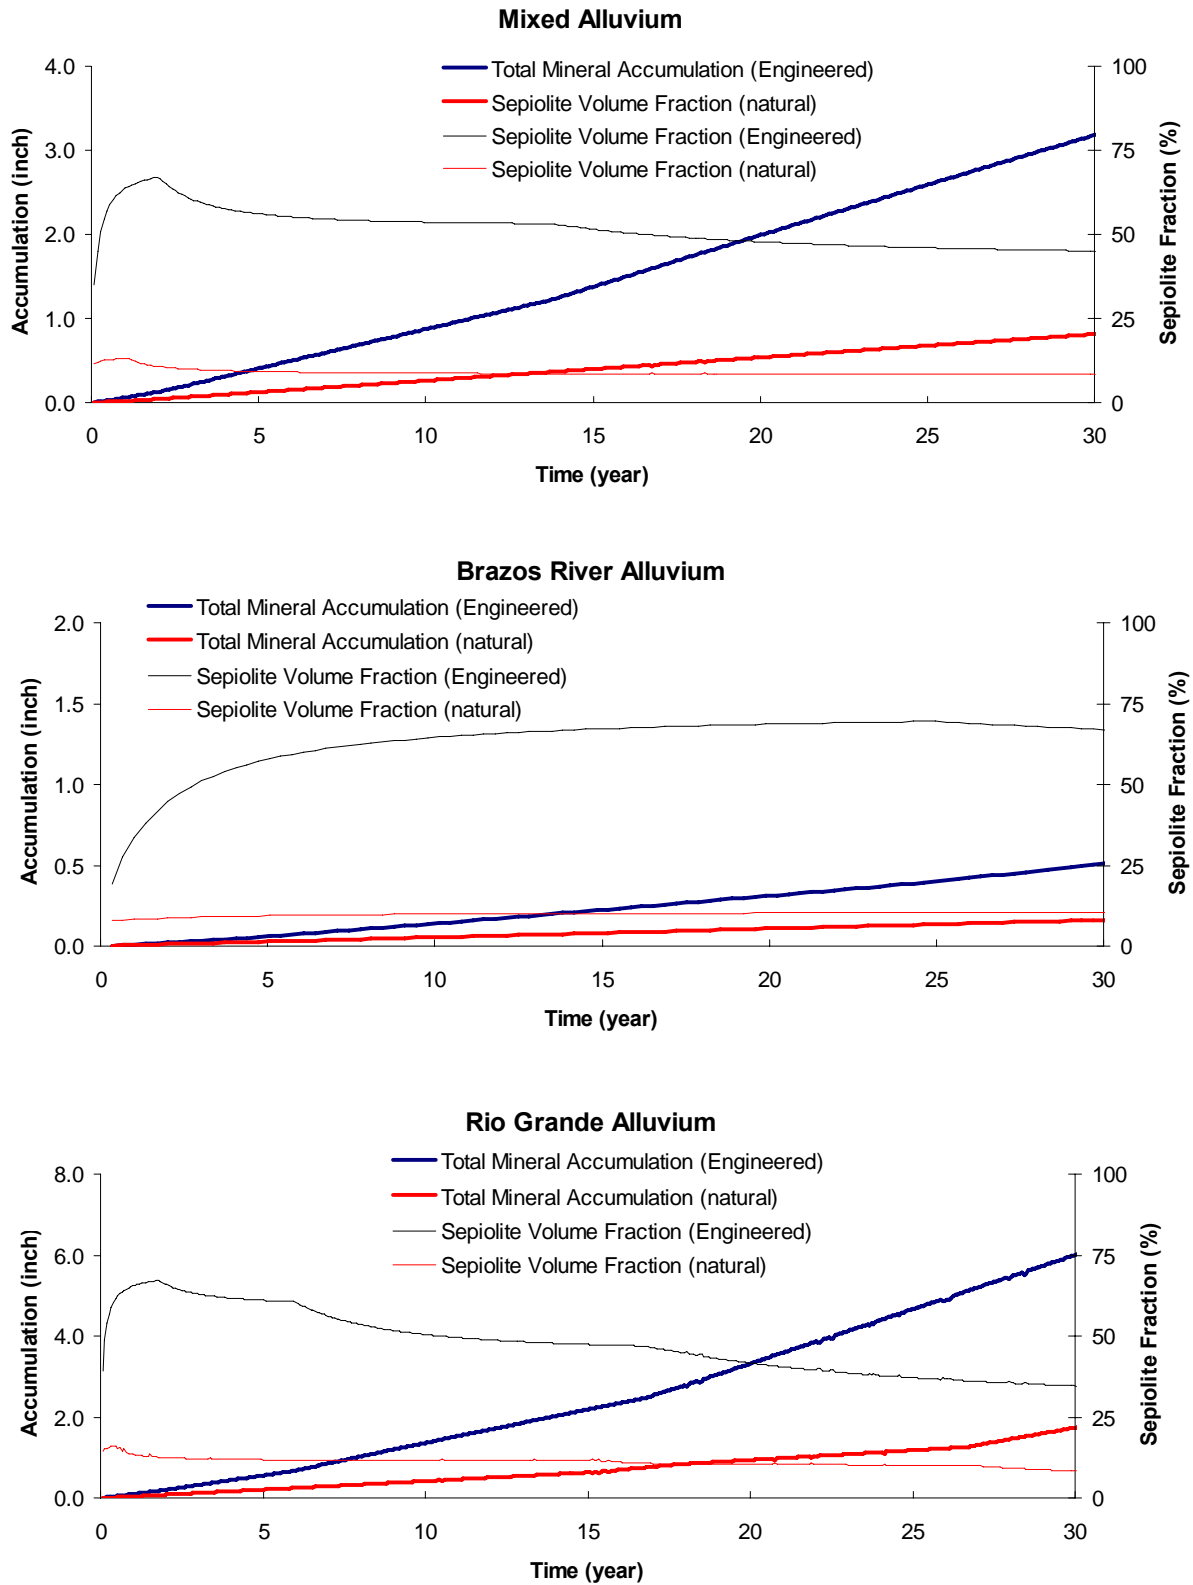 Mixed Alluvium
Total Mineral Accumulation (Engineered)
Sepiolite Volume Fraction (natural)
Sepiolite Volume Fraction (Engineered)
Sepiolite Volume Fraction (natural)
4.0
3.0
2.0
1.0
0.0
Accumulation (inch)
100
75
50
25
0
Sepiolite Fraction (%)
0 5 10 15 20 25 30
Time (year)
Brazos River Alluvium
Total Mineral Accumulation (Engineered)
Total Mineral Accumulation (natural)
Sepiolite Volume Fraction (Engineered)
Sepiolite Volume Fraction (natural)
2.0
1.5
1.0
0.5
0.0
Accumulation (inch)
100
75
50
25
0
Sepiolite Fraction (%)
0 5 10 15 20 25 30
Time (year)
Rio Grande Alluvium
Total Mineral Accumulation (Engineered)
Total Mineral Accumulation (natural)
Sepiolite Volume Fraction (Engineered)
Sepiolite Volume Fraction (natural)
8.0
6.0
4.0
2.0
0.0
Accumulation (inch)
100
75
50
25
0
Sepiolite Fraction (%)
0 5 10 15 20 25 30
Time (year)